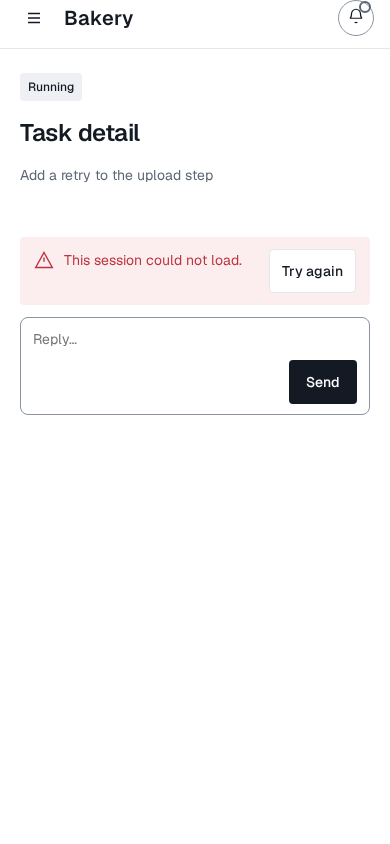 Bakery
Running
Task detail
Add a retry to the upload step
This session could not load.
Try again
Reply...
Send